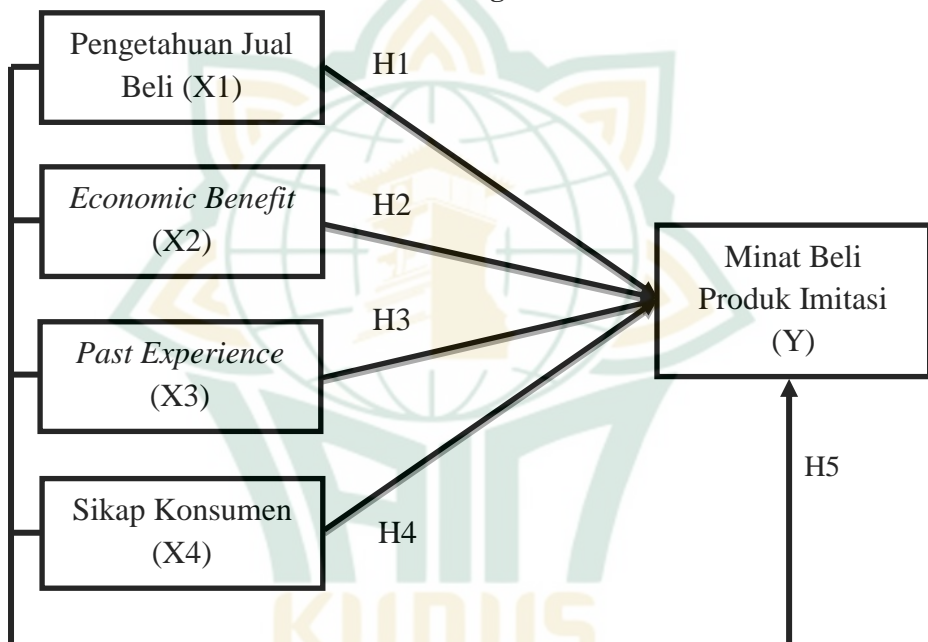 Pengetahuan Jual
Beli (X1)
H1
Economic Benefit
(X2)
H2
Past Experience
(X3)
H3
Sikap Konsumen
(X4)
H4
Minat Beli
Produk Imitasi
(Y)
H5
KUDUS